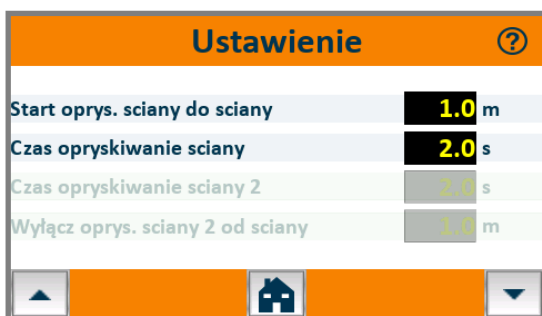 Ustawienie ?
Start oprys. sciany do sciany 1.0 m
Czas opryskiwanie sciany 2.0 s
Czas opryskiwanie sciany 2 2.0 s
Wyłącz oprys. sciany 2 od sciany 1.0 m